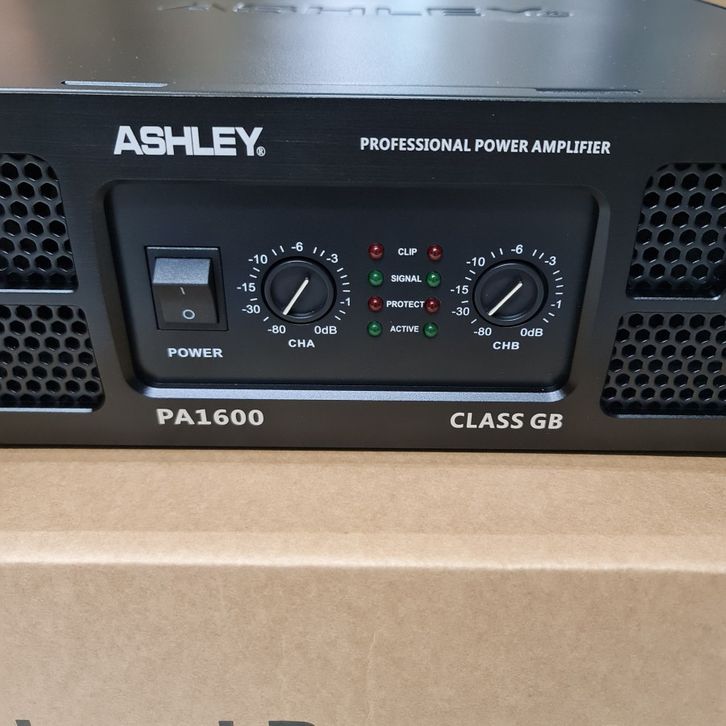 ASHLEY®
ASHLEY®
PROFESSIONAL POWER AMPLIFIER
-80 -30 -15 -10 -6 -3 -1 0dB
CLIP
SIGNAL
PROTECT
ACTIVE
-80 -30 -15 -10 -6 -3 -1 0dB
I
O
POWER
CHA
CHB
PA1600
CLASS GB